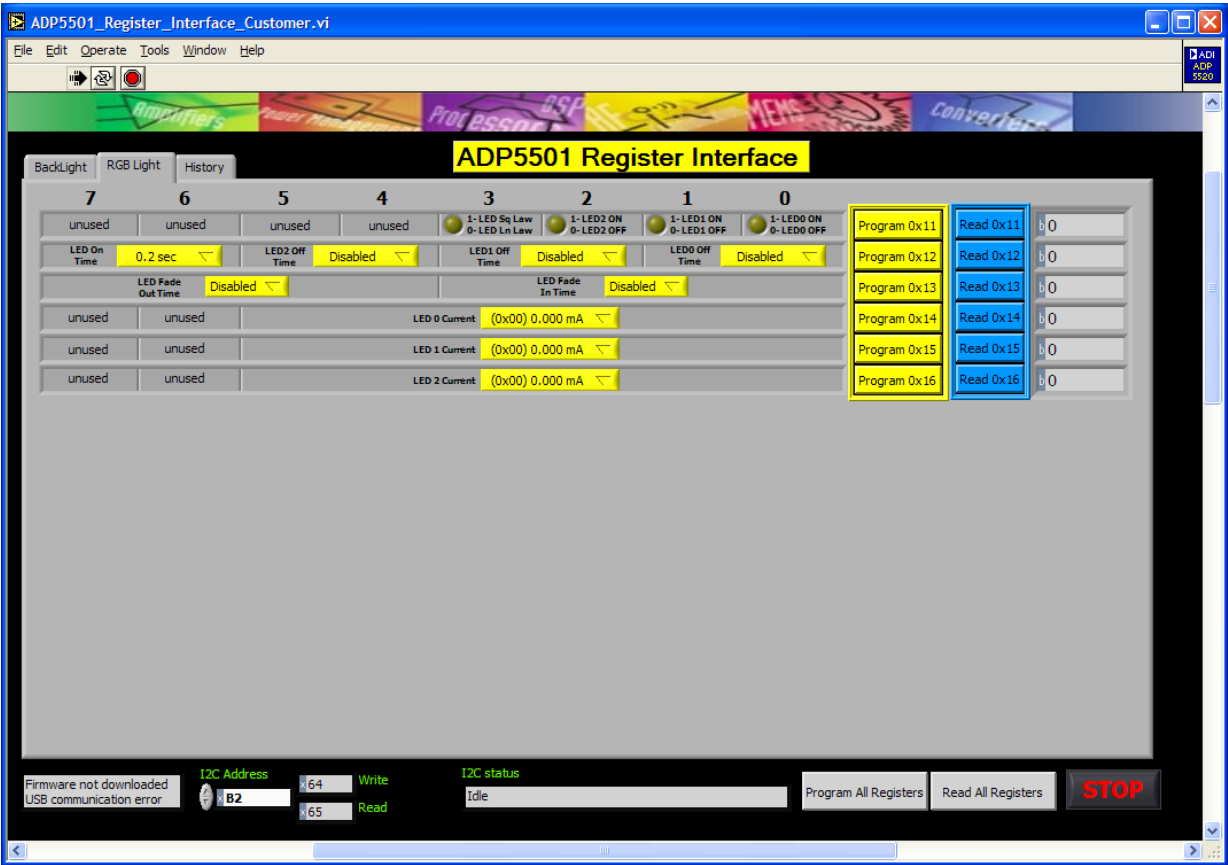 ADP5501_Register_Interface_Customer.vi
File Edit Operate Tools Window Help
ADI
ADP
5520
Amplifiers Power Management Processor DSP RF MEMS Converters
ADP5501 Register Interface
BackLight RGB Light History
7 6 5 4 3 2 1 0
unused unused unused unused 1- LED Sq Law 1- LED2 ON 1- LED1 ON 1- LED0 ON
0- LED Ln Law 0- LED2 OFF 0- LED1 OFF 0- LED0 OFF
Program 0x11 Read 0x11 b 0
LED On Time 0.2 sec LED2 Off Time Disabled LED1 Off Time Disabled LED0 Off Time Disabled Program 0x12 Read 0x12 b 0
LED Fade Out Time Disabled LED Fade In Time Disabled Program 0x13 Read 0x13 b 0
unused unused LED 0 Current (0x00) 0.000 mA Program 0x14 Read 0x14 b 0
unused unused LED 1 Current (0x00) 0.000 mA Program 0x15 Read 0x15 b 0
unused unused LED 2 Current (0x00) 0.000 mA Program 0x16 Read 0x16 b 0
Firmware not downloaded
USB communication error
I2C Address
x B2
x 64 Write
x 65 Read
I2C status
Idle
Program All Registers Read All Registers STOP